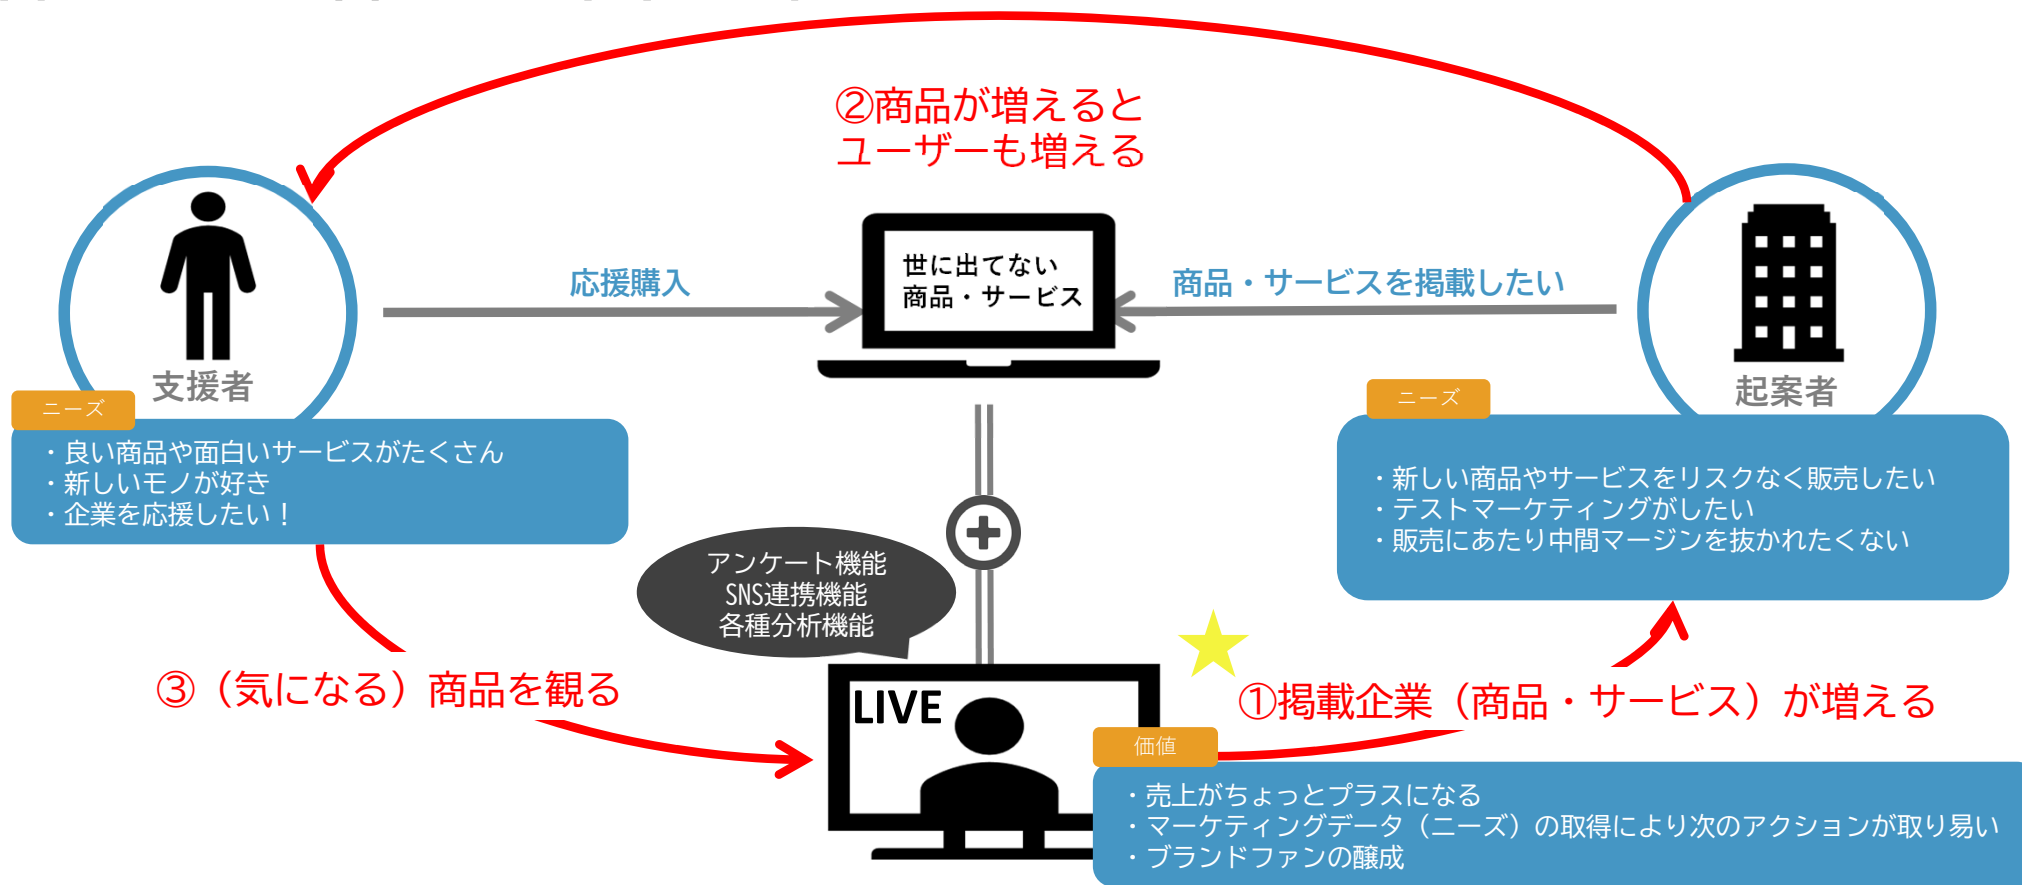 ②商品が増えると
ユーザーも増える
世に出てない
商品・サービス
応援購入
商品・サービスを掲載したい
支援者
起案者
ニーズ
・良い商品や面白いサービスがたくさん
・新しいモノが好き
・企業を応援したい！
ニーズ
・新しい商品やサービスをリスクなく販売したい
・テストマーケティングがしたい
・販売にあたり中間マージンを抜かれたくない
アンケート機能
SNS連携機能
各種分析機能
③（気になる）商品を観る
LIVE
①掲載企業（商品・サービス）が増える
価値
・売上がちょっとプラスになる
・マーケティングデータ（ニーズ）の取得により次のアクションが取り易い
・ブランドファンの醸成